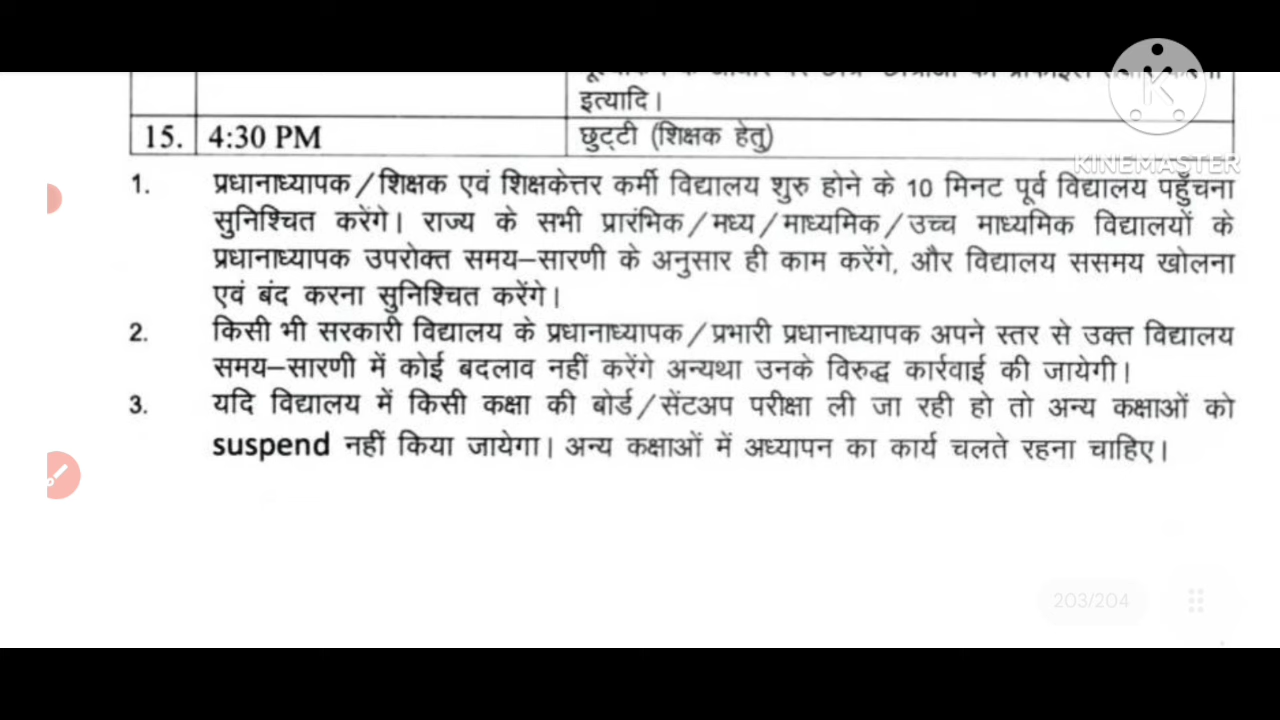 इत्यादि।
15. 4:30 PM छुट्टी (शिक्षक हेतु)
KINEMASTER
1. प्रधानाध्यापक/शिक्षक एवं शिक्षकेत्तर कर्मी विद्यालय शुरु होने के 10 मिनट पूर्व विद्यालय पहुँचना
सुनिश्चित करेंगे। राज्य के सभी प्रारंभिक/मध्य/माध्यमिक/उच्च माध्यमिक विद्यालयों के
प्रधानाध्यापक उपरोक्त समय–सारणी के अनुसार ही काम करेंगे, और विद्यालय ससमय खोलना
एवं बंद करना सुनिश्चित करेंगे।
2. किसी भी सरकारी विद्यालय के प्रधानाध्यापक/प्रभारी प्रधानाध्यापक अपने स्तर से उक्त विद्यालय
समय–सारणी में कोई बदलाव नहीं करेंगे अन्यथा उनके विरुद्ध कार्रवाई की जायेगी।
3. यदि विद्यालय में किसी कक्षा की बोर्ड/सेंटअप परीक्षा ली जा रही हो तो अन्य कक्षाओं को
suspend नहीं किया जायेगा। अन्य कक्षाओं में अध्यापन का कार्य चलते रहना चाहिए।
203/204